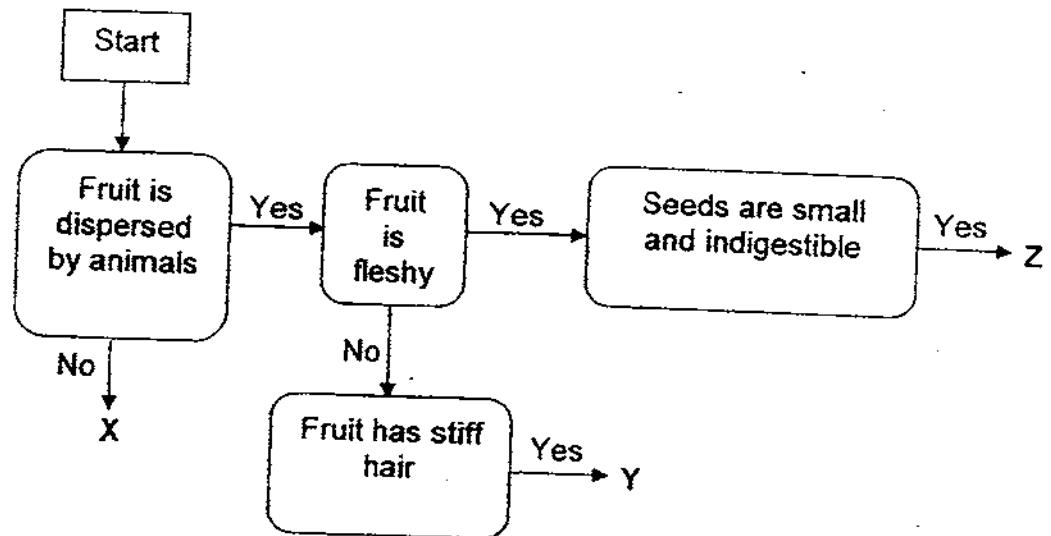 Start
Fruit is
dispersed
by animals
Yes
Fruit
is
fleshy
Yes
Seeds are small
and indigestible
Yes
Z
No
X
No
Fruit has stiff
hair
Yes
Y